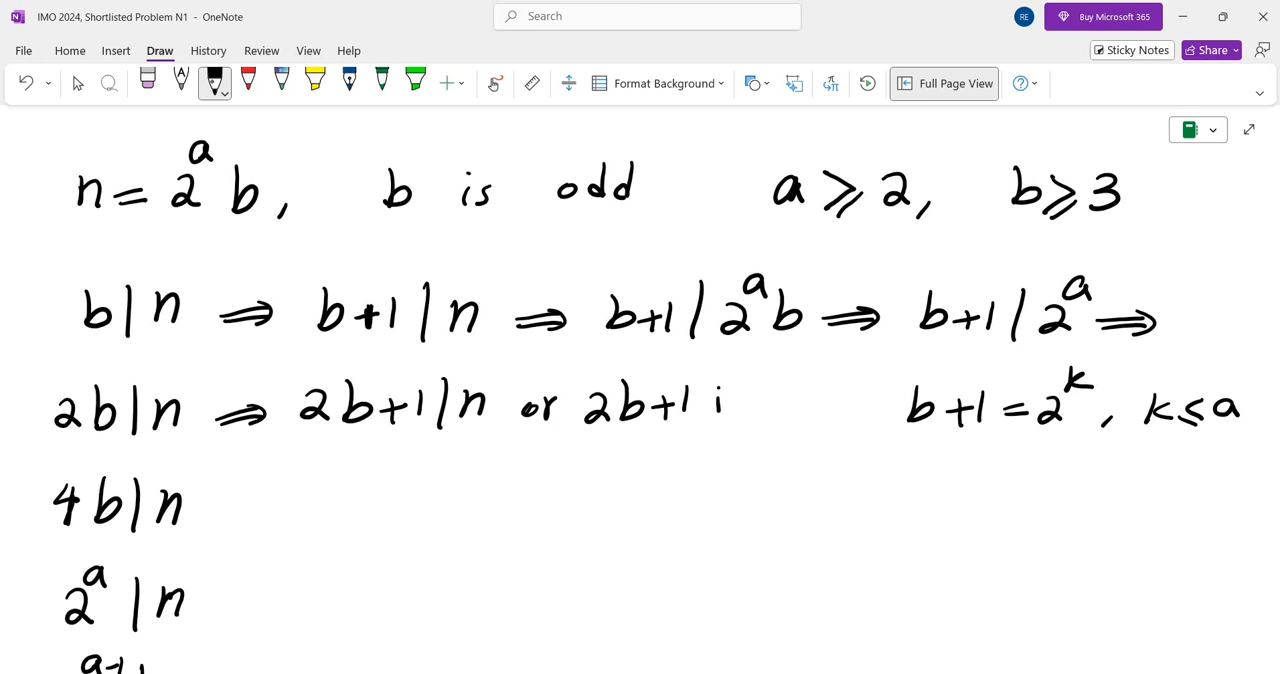 IMO 2024, Shortlisted Problem N1 - OneNote
Search
RE
Buy Microsoft 365
File Home Insert Draw History Review View Help
Sticky Notes
Share
Format Background
Full Page View
n = 2^a b, b is odd a ⩾ 2, b ⩾ 3
b | n ⟹ b+1 | n ⟹ b+1 | 2^a b ⟹ b+1 | 2^a ⟹
2b | n ⟹ 2b+1 | n or 2b+1 i b+1 = 2^k, k ≤ a
4b | n
2^a | n